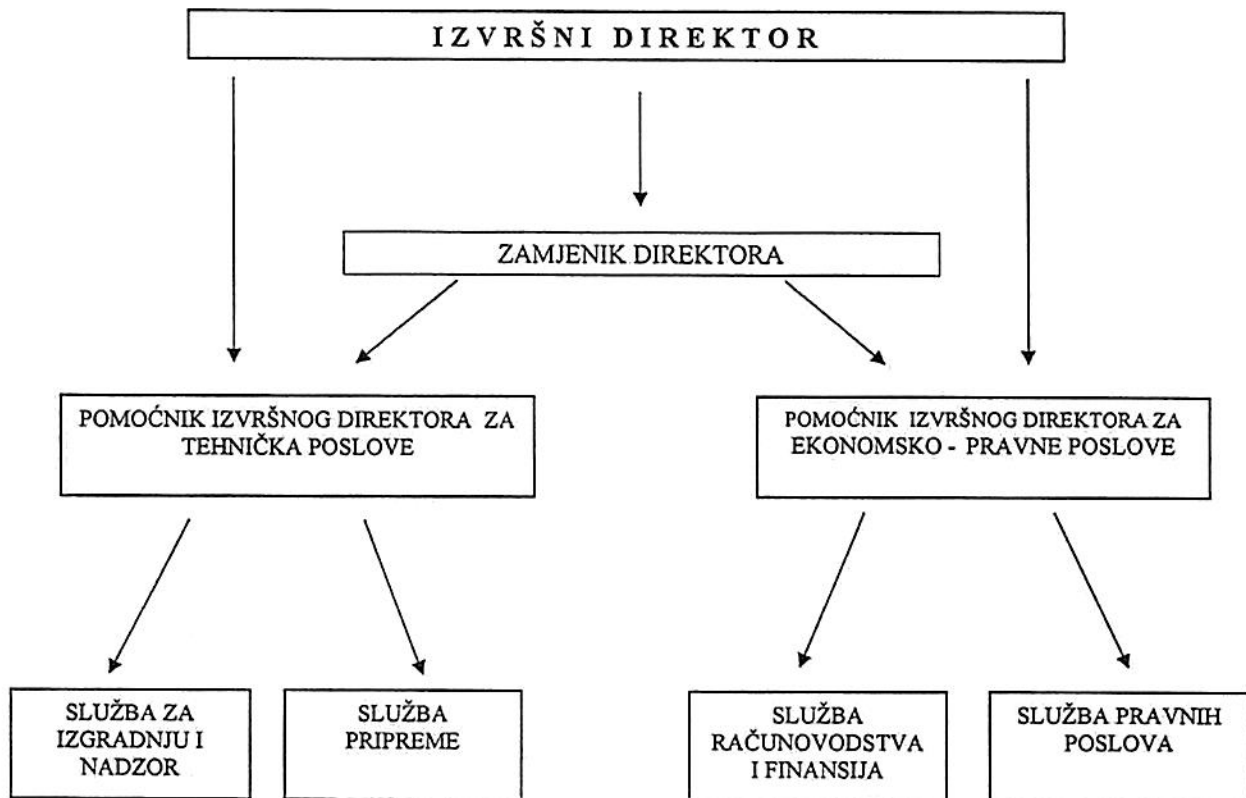 IZVRŠNI DIREKTOR
ZAMJENIK DIREKTORA
POMOĆNIK IZVRŠNOG DIREKTORA ZA
TEHNIČKA POSLOVE
POMOĆNIK IZVRŠNOG DIREKTORA ZA
EKONOMSKO - PRAVNE POSLOVE
SLUŽBA ZA
IZGRADNJU I
NADZOR
SLUŽBA
PRIPREME
SLUŽBA
RAČUNOVODSTVA
I FINANSIJA
SLUŽBA PRAVNIH
POSLOVA